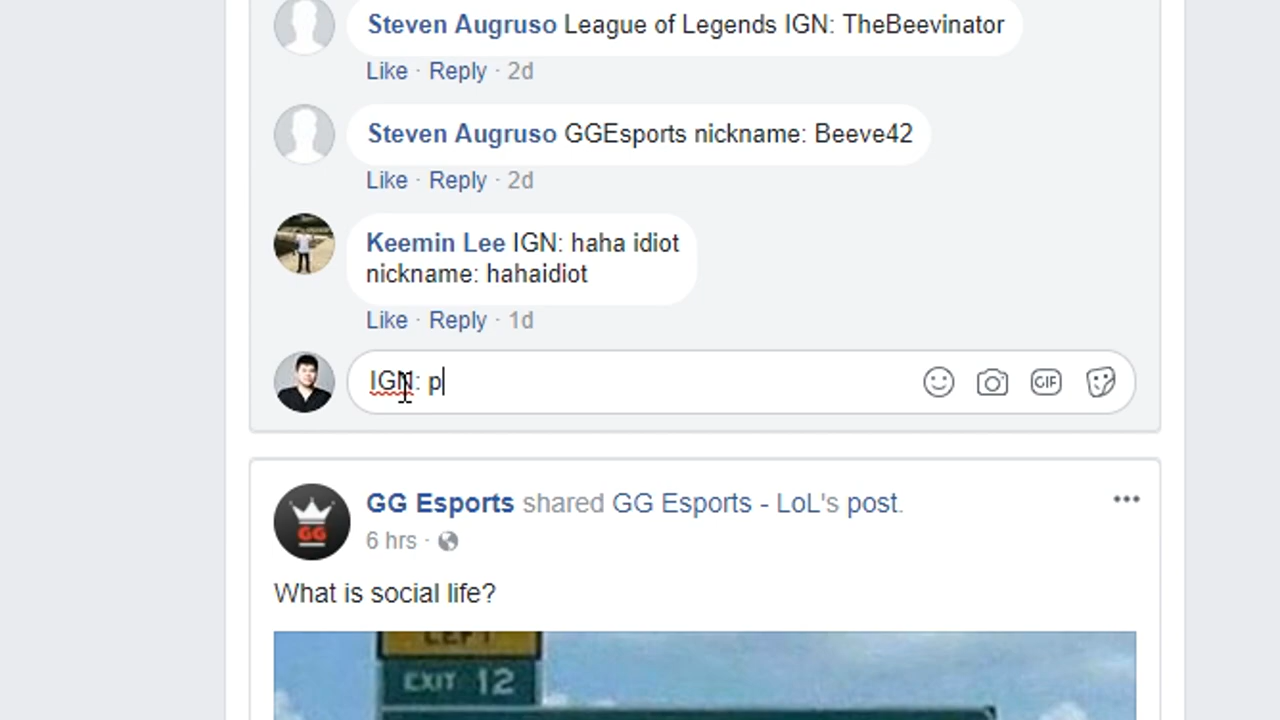 Steven Augruso League of Legends IGN: TheBeevinator
Like · Reply · 2d
Steven Augruso GGEsports nickname: Beeve42
Like · Reply · 2d
Keemin Lee IGN: haha idiot
nickname: hahaidiot
Like · Reply · 1d
IGN: p
GIF
GG Esports shared GG Esports - LoL's post.
GG
6 hrs ·
What is social life?
LEFT
EXIT 12